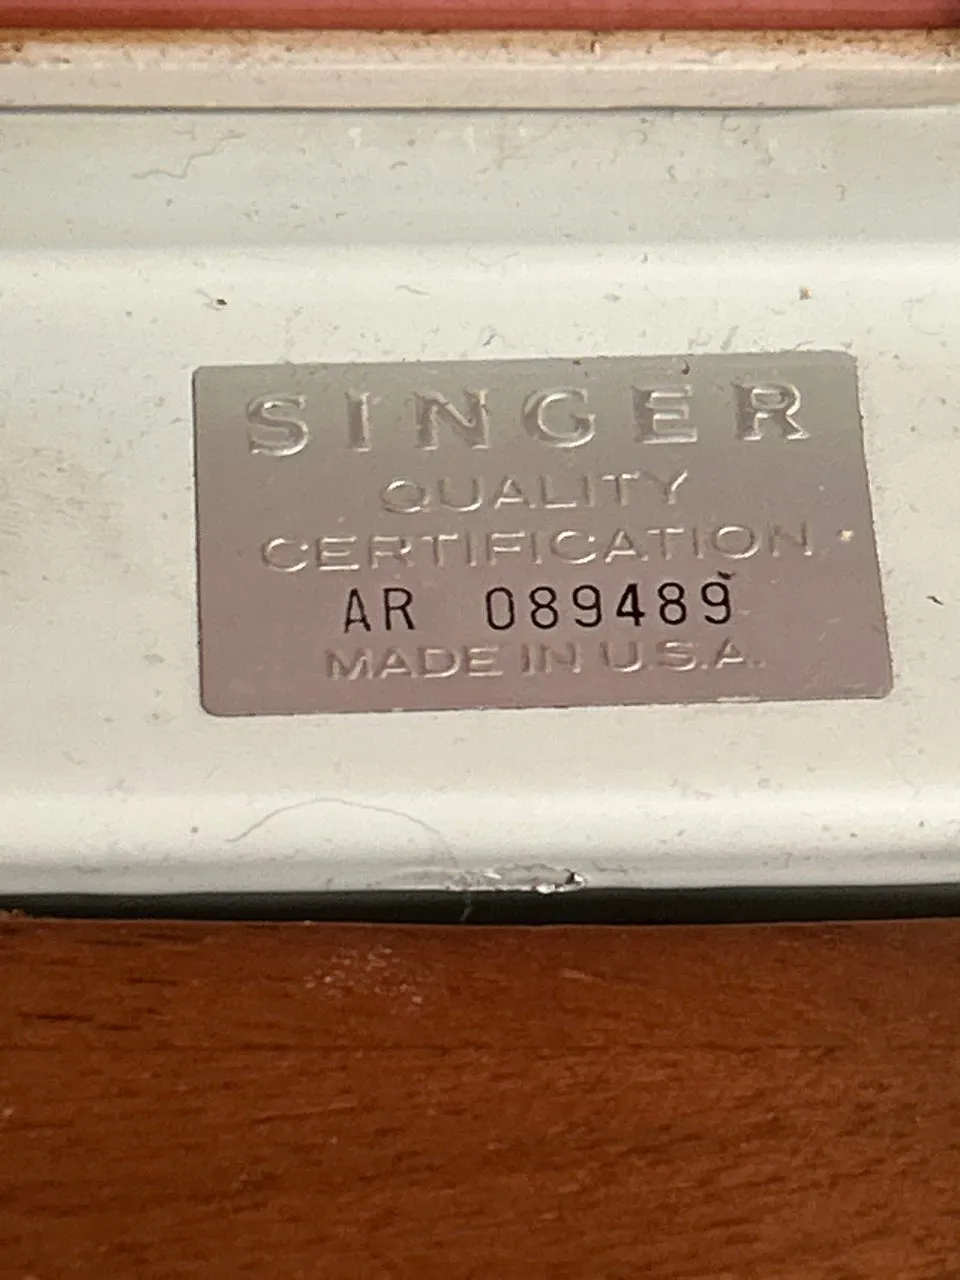 SINGER
QUALITY
CERTIFICATION
AR 089489
MADE IN U.S.A.